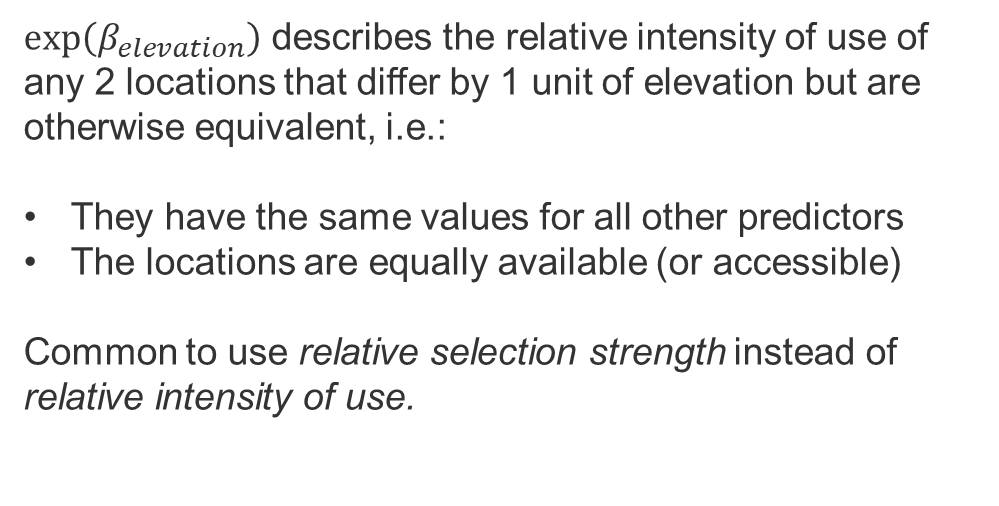 exp(βelevation) describes the relative intensity of use of
any 2 locations that differ by 1 unit of elevation but are
otherwise equivalent, i.e.:
• They have the same values for all other predictors
• The locations are equally available (or accessible)
Common to use relative selection strength instead of
relative intensity of use.